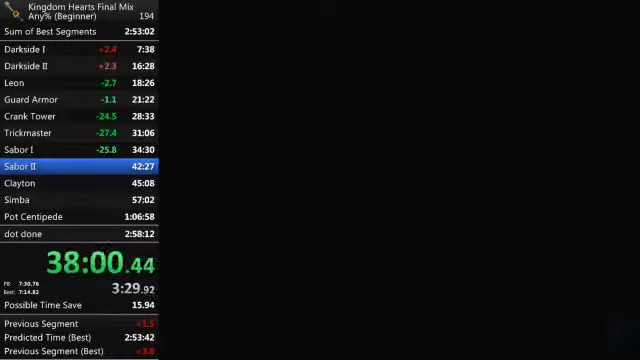 Kingdom Hearts Final Mix
Any% (Beginner) 194
Sum of Best Segments 2:53:02
Darkside I +2.4 7:38
Darkside II +2.3 16:28
Leon -2.7 18:26
Guard Armor -1.1 21:22
Crank Tower -24.5 28:33
Trickmaster -27.4 31:06
Sabor I -25.8 34:30
Sabor II 42:27
Clayton 45:08
Simba 57:02
Pot Centipede 1:06:58
dot done 2:58:12
38:00.44
PB: 7:30.76
Best: 7:14.82 3:29.92
Possible Time Save 15.94
Previous Segment +1.5
Predicted Time (Best) 2:53:42
Previous Segment (Best) +3.8